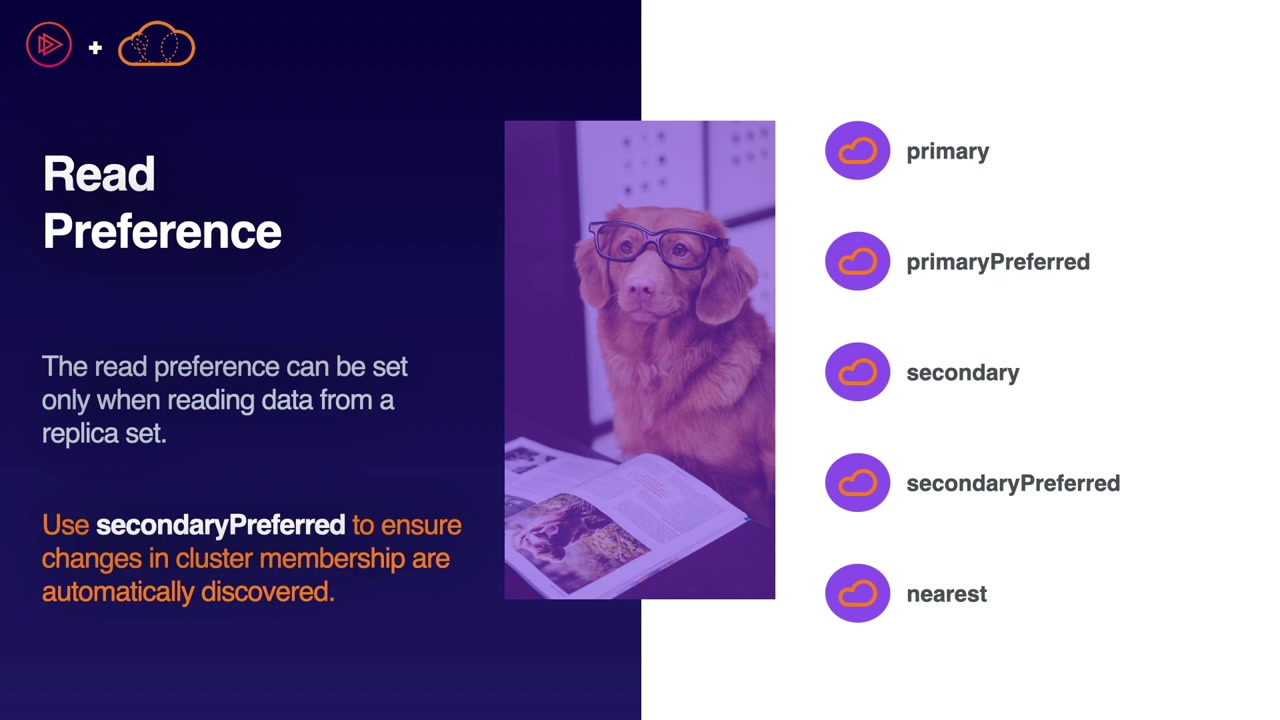 +
Read
Preference
The read preference can be set
only when reading data from a
replica set.
Use secondaryPreferred to ensure
changes in cluster membership are
automatically discovered.
primary
primaryPreferred
secondary
secondaryPreferred
nearest